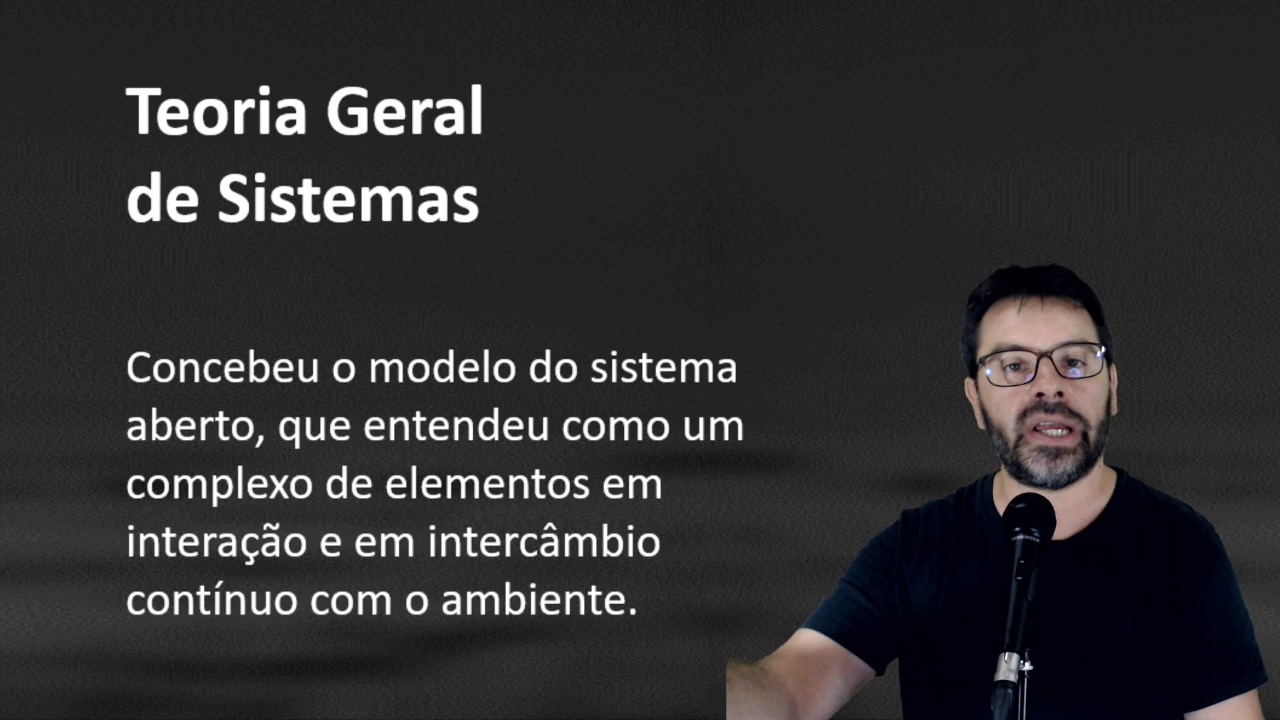 Teoria Geral
de Sistemas
Concebeu o modelo do sistema
aberto, que entendeu como um
complexo de elementos em
interação e em intercâmbio
contínuo com o ambiente.